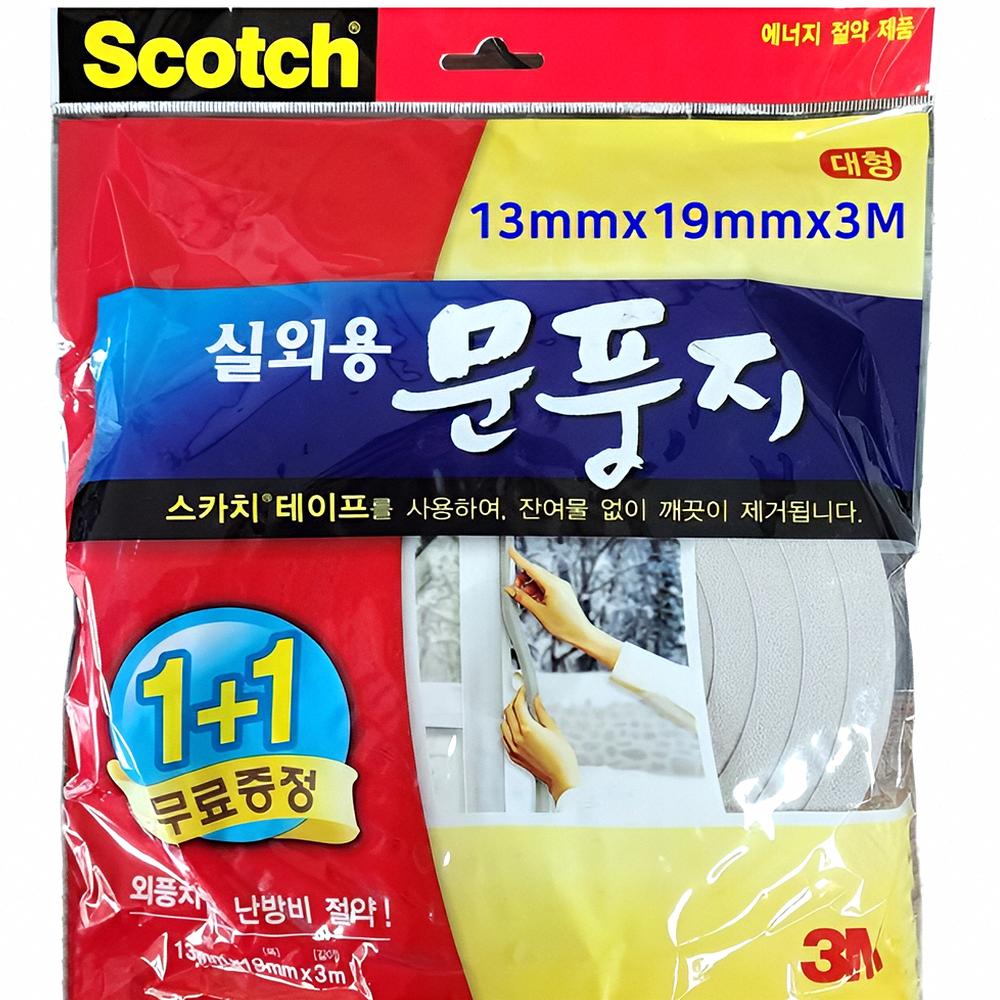 Scotch®
에너지 절약 제품
대형
13mmx19mmx3M
실외용 문풍지
스카치®테이프를 사용하여, 잔여물 없이 깨끗이 제거됩니다.
1+1
무료증정
난방비 절약!
13mmx19mmx3m
3M